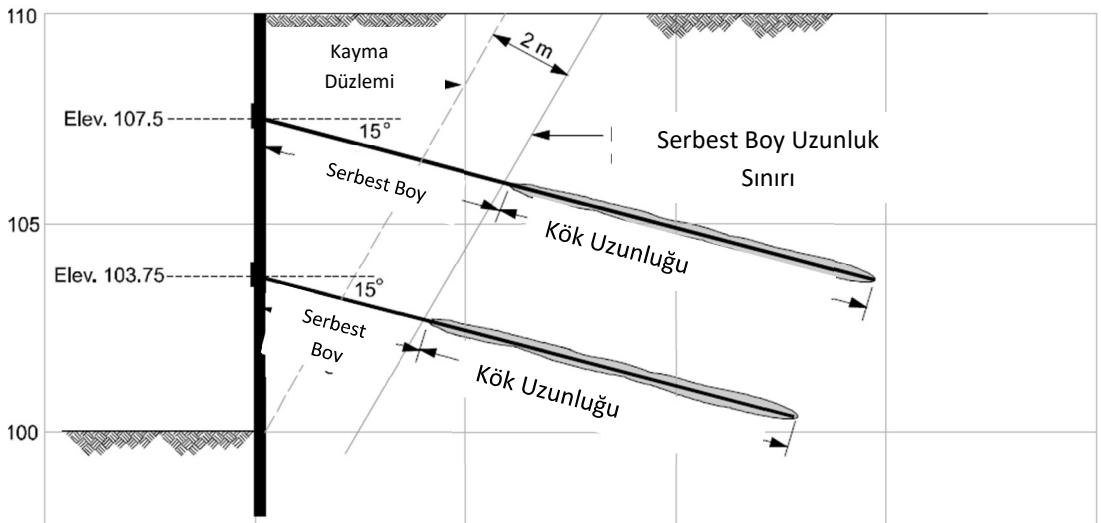 110
Kayma
Düzlemi
2 m
Elev. 107.5
15°
Serbest Boy
Serbest Boy Uzunluk
Sınırı
105
Kök Uzunluğu
Elev. 103.75
15°
Serbest
Boy
Kök Uzunluğu
100